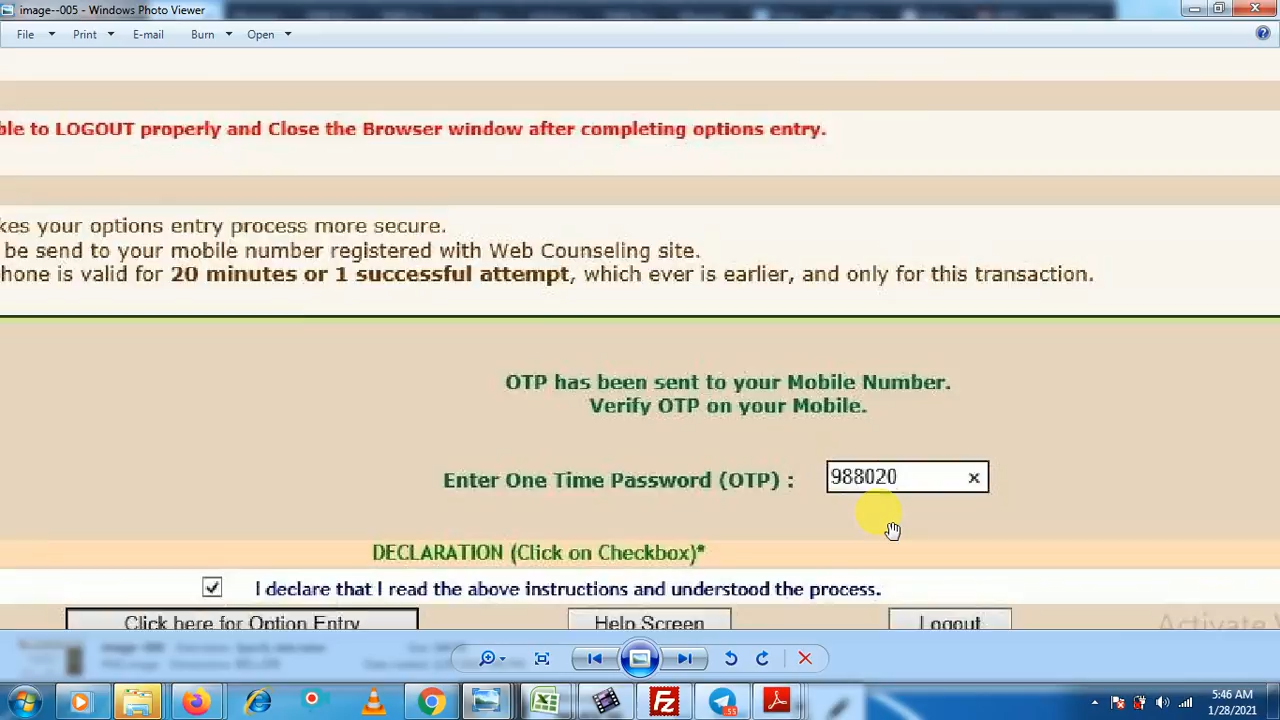 image--005 - Windows Photo Viewer
File Print E-mail Burn Open
ble to LOGOUT properly and Close the Browser window after completing options entry.
kes your options entry process more secure.
be send to your mobile number registered with Web Counseling site.
hone is valid for 20 minutes or 1 successful attempt, which ever is earlier, and only for this transaction.
OTP has been sent to your Mobile Number.
Verify OTP on your Mobile.
Enter One Time Password (OTP) : 988020 ×
DECLARATION (Click on Checkbox)*
I declare that I read the above instructions and understood the process.
Click here for Option Entry Help Screen Logout
Activate W
image--005
55
5:46 AM
1/28/2021